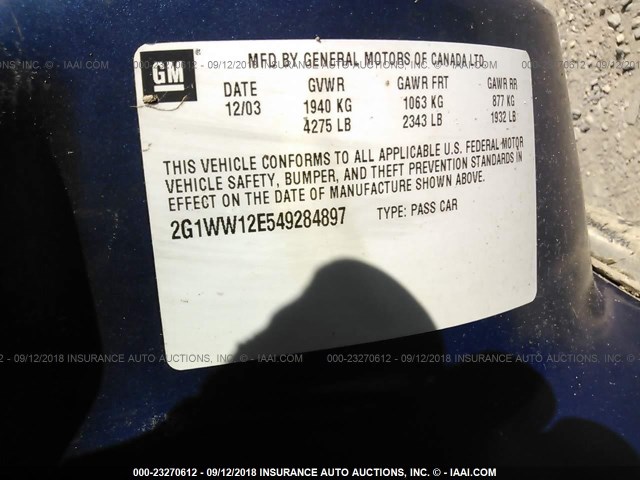 GM
MFD BY GENERAL MOTORS OF CANADA LTD.
DATE GVWR GAWR FRT GAWR RR
12/03 1940 KG 1063 KG 877 KG
4275 LB 2343 LB 1932 LB
THIS VEHICLE CONFORMS TO ALL APPLICABLE U.S. FEDERAL MOTOR
VEHICLE SAFETY, BUMPER, AND THEFT PREVENTION STANDARDS IN
EFFECT ON THE DATE OF MANUFACTURE SHOWN ABOVE.
2G1WW12E549284897 TYPE: PASS CAR
000-23270612 - 09/12/2018 INSURANCE AUTO AUCTIONS, INC. - © IAAI.COM